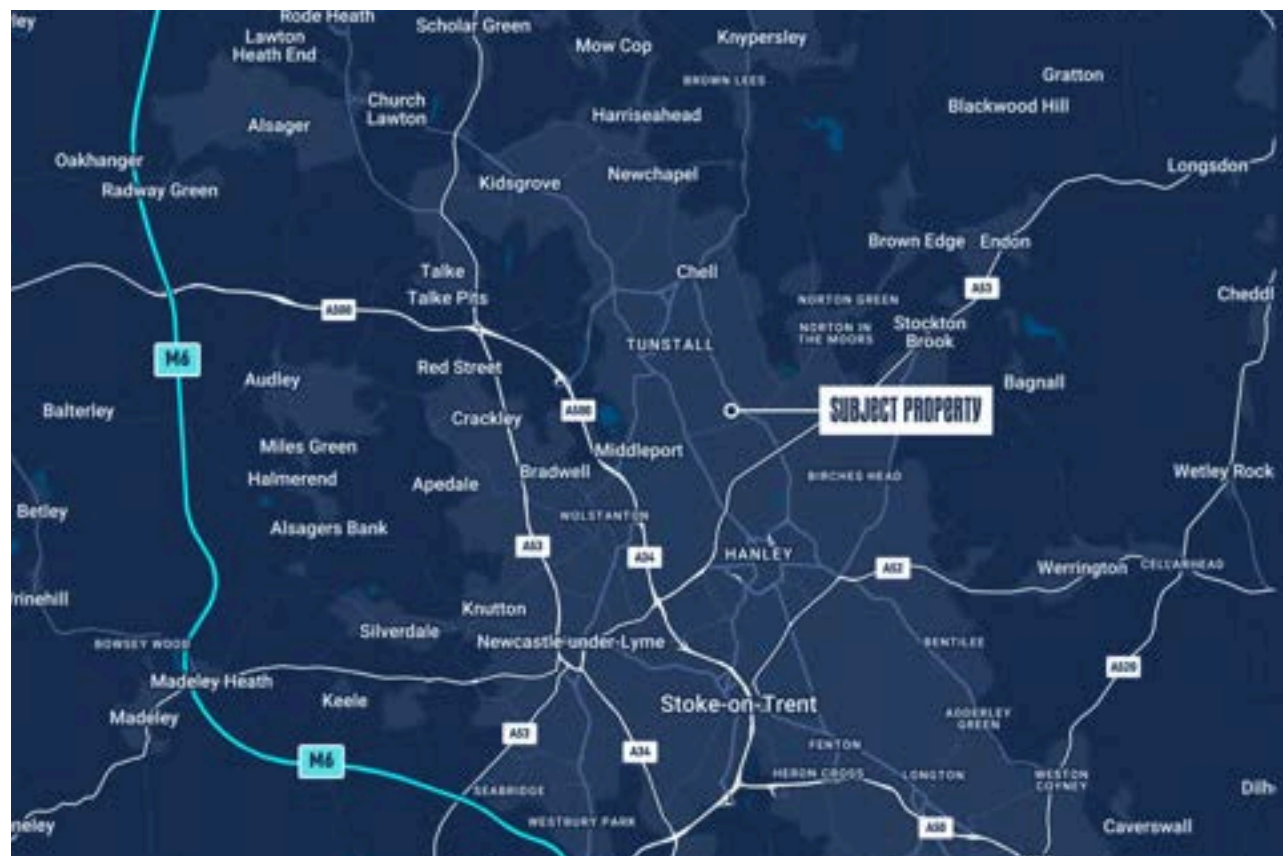 ley
Rode Heath
Scholar Green
Lawton
Heath End
Mow Cop
Knypersley
BROWN LEES
Gratton
Blackwood Hill
Church
Lawton
Alsager
Harriseahead
Oakhanger
Radway Green
Kidsgrove
Newchapel
Longsdon
Brown Edge
Endon
Talke
Talke Pits
Chell
A53
Cheddl
A500
NORTON GREEN
NORTON IN
THE MOORS
Stockton
Brook
TUNSTALL
M6
Audley
Red Street
Bagnall
Balterley
Crackley
A500
SUBJECT PROPERTY
Miles Green
Halmerend
Apedale
Bradwell
Middleport
BIRCHES HEAD
Wetley Rock
Betley
Alsagers Bank
WOLSTANTON
A53
A34
HANLEY
A52
Werrington
CELLARHEAD
rinehill
Knutton
Silverdale
Newcastle-under-Lyme
BOWSEY WOOD
BENTILEE
A520
Madeley Heath
Keele
Madeley
Stoke-on-Trent
ADDERLEY
GREEN
A53
A34
FENTON
M6
HERON CROSS
LONGTON
WESTON
COYNEY
SEABRIDGE
Dilh
WESTBURY PARK
A50
neley
Caverswall